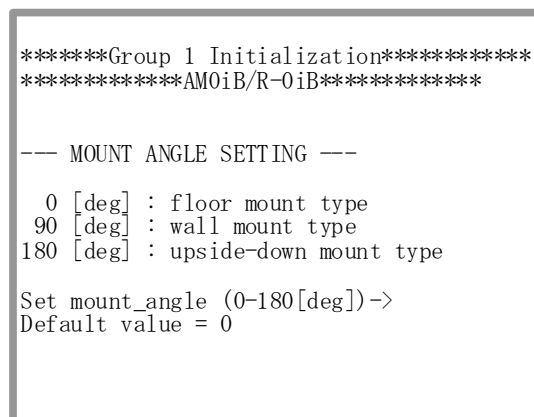 *******Group 1 Initialization************
*************AM0iB/R-0iB*************
--- MOUNT ANGLE SETTING ---
0 [deg] : floor mount type
90 [deg] : wall mount type
180 [deg] : upside-down mount type
Set mount_angle (0-180[deg])->
Default value = 0